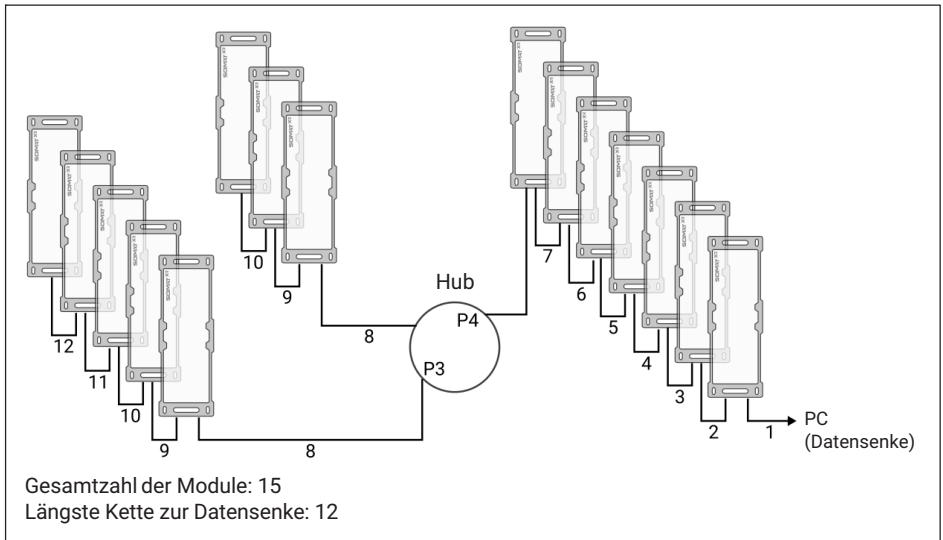 Hub
P4
P3
12
11
10
9
8
10
9
8
7
6
5
4
3
2
1
PC
(Datensenke)
Gesamtzahl der Module: 15
Längste Kette zur Datensenke: 12